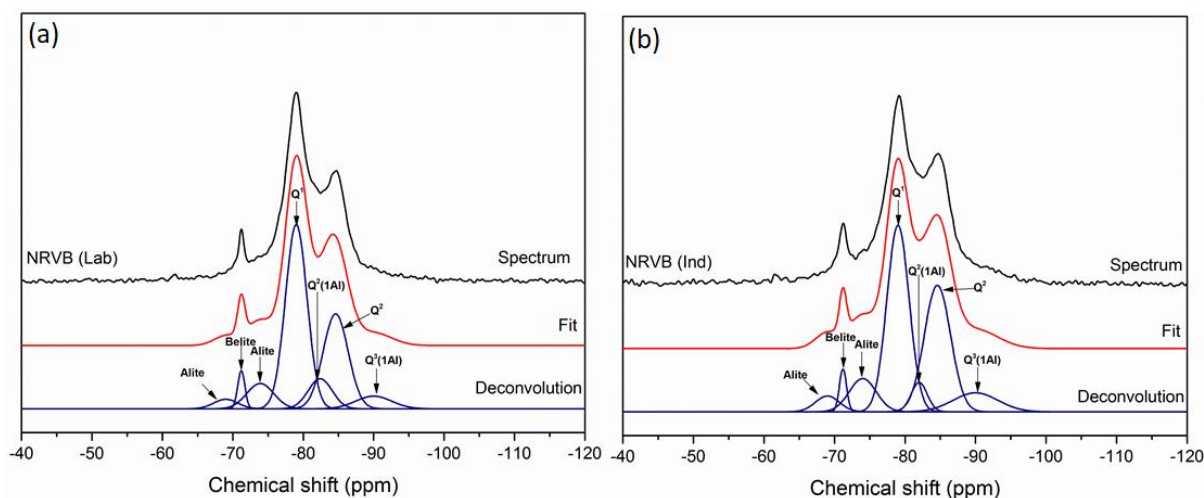 (a)
NRVB (Lab)
Spectrum
Q¹
Q²(1Al)
Q²
Fit
Belite
Alite
Alite
Q³(1Al)
Deconvolution
-40 -50 -60 -70 -80 -90 -100 -110 -120
Chemical shift (ppm)
(b)
NRVB (Ind)
Spectrum
Q¹
Q²(1Al)
Q²
Fit
Belite
Alite
Alite
Q³(1Al)
Deconvolution
-40 -50 -60 -70 -80 -90 -100 -110 -120
Chemical shift (ppm)